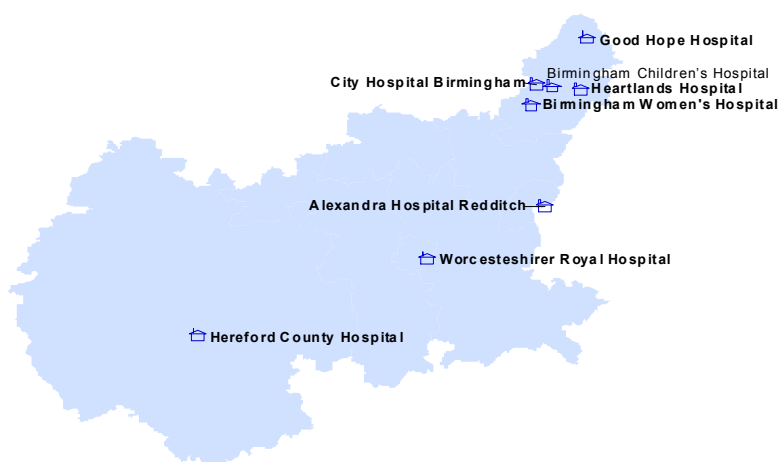 Good Hope Hospital
Birmingham Children's Hospital
City Hospital Birmingham
Heartlands Hospital
Birmingham Women's Hospital
Alexandra Hospital Redditch
Worcesteshirer Royal Hospital
Hereford County Hospital